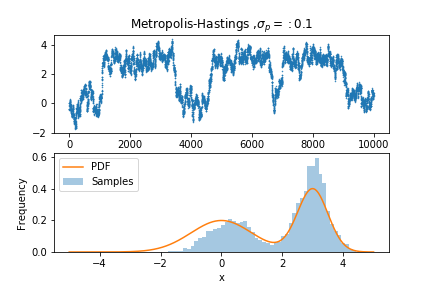 Metropolis-Hastings ,σp = : 0.1
4
2
0
−2
0 2000 4000 6000 8000 10000
0.6
0.4
0.2
0.0
Frequency
PDF
Samples
−4 −2 0 2 4
x